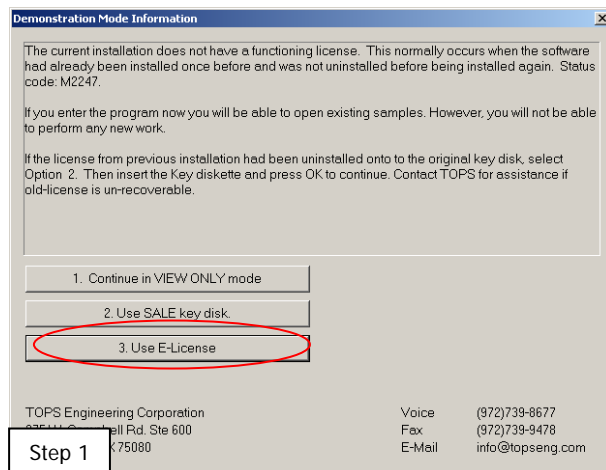 Demonstration Mode Information
The current installation does not have a functioning license. This normally occurs when the software
had already been installed once before and was not uninstalled before being installed again. Status
code: M2247.
If you enter the program now you will be able to open existing samples. However, you will not be able
to perform any new work.
If the license from previous installation had been uninstalled onto to the original key disk, select
Option 2. Then insert the Key diskette and press OK to continue. Contact TOPS for assistance if
old-license is un-recoverable.
1. Continue in VIEW ONLY mode
2. Use SALE key disk.
3. Use E-License
TOPS Engineering Corporation
Rd. Ste 600
75080
Voice (972)739-8677
Fax (972)739-9478
E-Mail info@topseng.com
Step 1